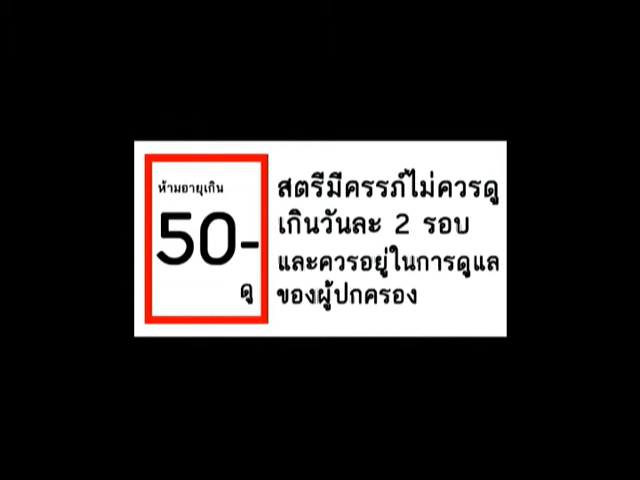 ห้ามอายุเกิน
50-
ดู
สตรีมีครรภ์ไม่ควรดู
เกินวันละ 2 รอบ
และควรอยู่ในการดูแล
ของผู้ปกครอง